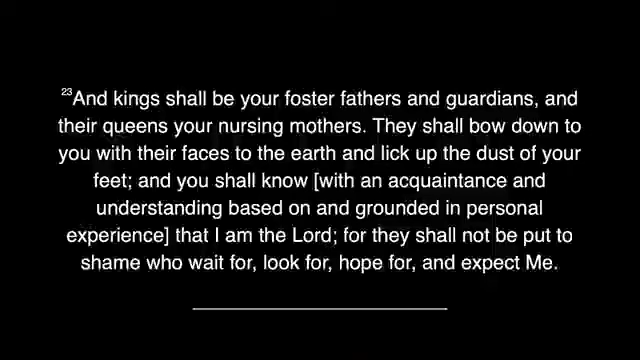 23And kings shall be your foster fathers and guardians, and
their queens your nursing mothers. They shall bow down to
you with their faces to the earth and lick up the dust of your
feet; and you shall know [with an acquaintance and
understanding based on and grounded in personal
experience] that I am the Lord; for they shall not be put to
shame who wait for, look for, hope for, and expect Me.